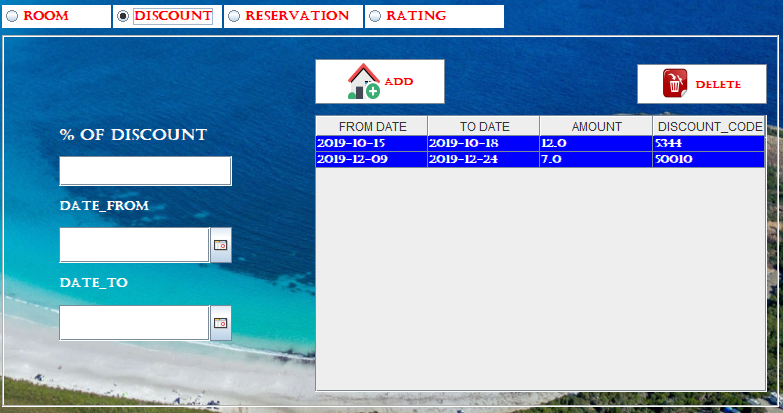 ROOM DISCOUNT RESERVATION RATING
ADD DELETE
% OF DISCOUNT
DATE_FROM
DATE_TO
FROM DATE TO DATE AMOUNT DISCOUNT_CODE
2019-10-15 2019-10-18 12.0 5344
2019-12-09 2019-12-24 7.0 50010